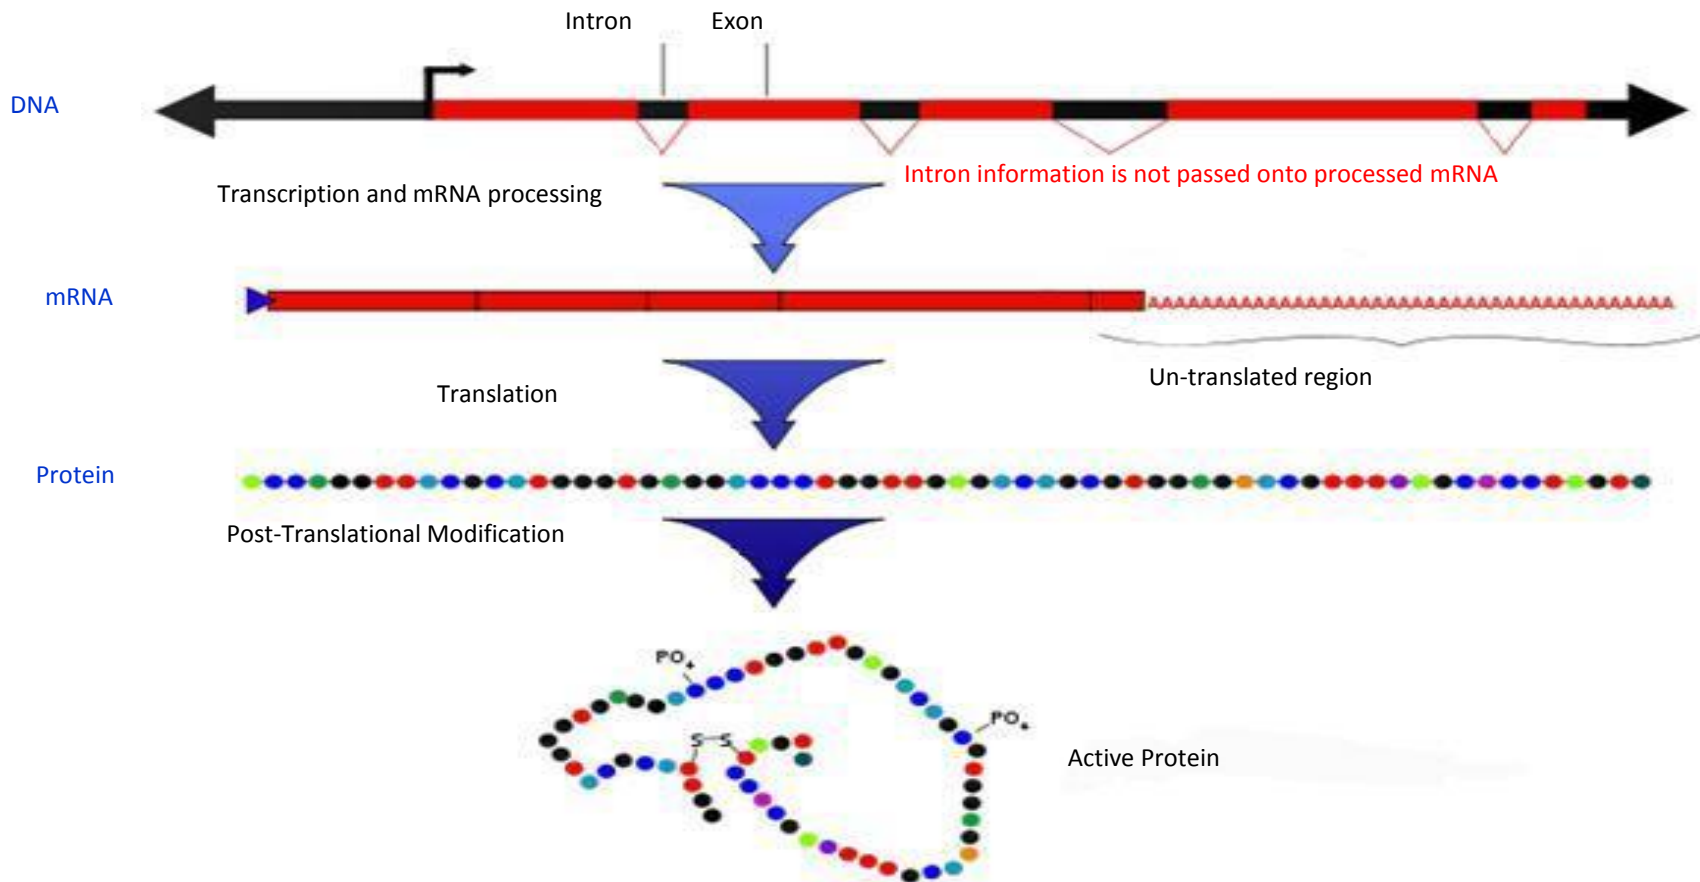 Intron
Exon
DNA
Intron information is not passed onto processed mRNA
Transcription and mRNA processing
mRNA
AAAAAAAAAAAAAAAAAAAAAAAAAAAAAAAAAAAAAAAA
Un-translated region
Translation
Protein
Post-Translational Modification
PO4
PO4
S–S
Active Protein